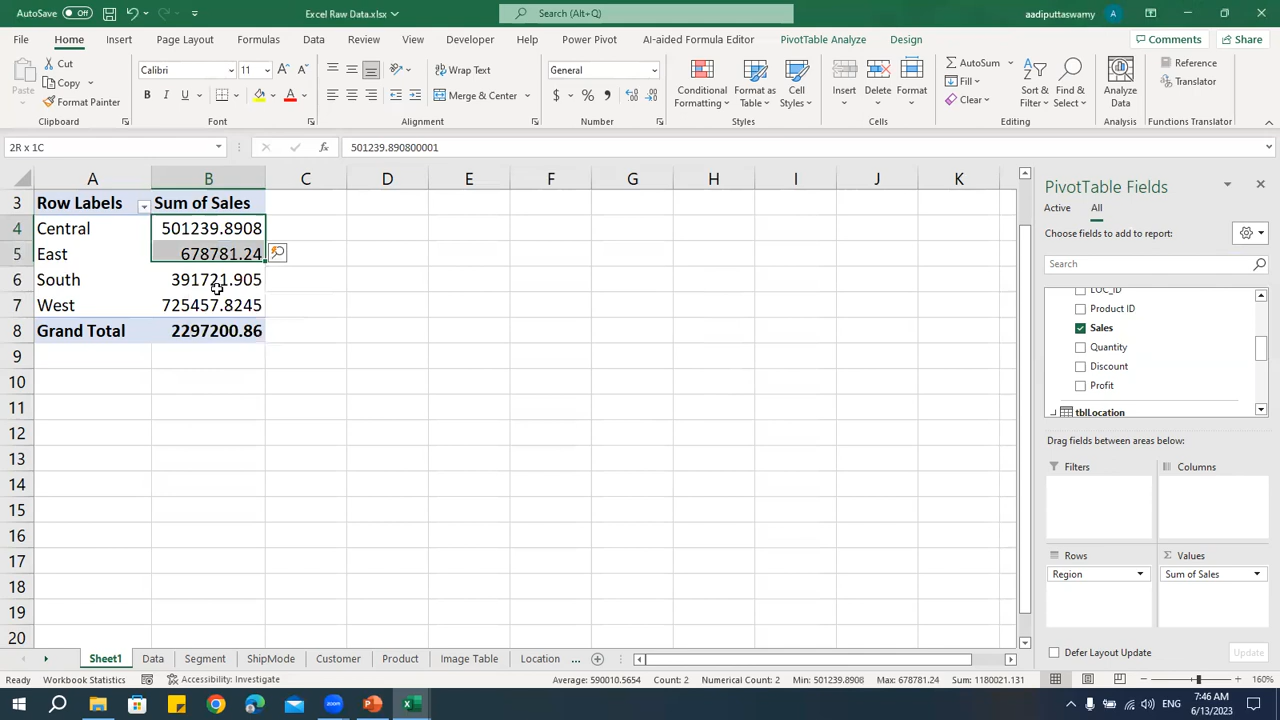 AutoSave Off
Excel Raw Data.xlsx
Search (Alt+Q)
aadiputtaswamy A
File Home Insert Page Layout Formulas Data Review View Developer Help Power Pivot AI-aided Formula Editor PivotTable Analyze Design Comments Share
Paste
Cut
Copy
Format Painter
Clipboard
Calibri 11
B I U
Font
Wrap Text
Merge & Center
Alignment
General
$ % ,
Number
Conditional Formatting
Format as Table
Cell Styles
Styles
Insert Delete Format
Cells
AutoSum
Fill
Clear
Sort & Filter
Find & Select
Editing
Analyze Data
Analysis
Reference
Translator
Functions Translator
2R x 1C fx 501239.890800001
A B C D E F G H I J K
3 Row Labels Sum of Sales
4 Central 501239.8908
5 East 678781.24
6 South 391721.905
7 West 725457.8245
8 Grand Total 2297200.86
9
10
11
12
13
14
15
16
17
18
19
20
PivotTable Fields
Active All
Choose fields to add to report:
Search
LOC_ID
Product ID
Sales
Quantity
Discount
Profit
tblLocation
Drag fields between areas below:
Filters Columns
Rows Σ Values
Region Sum of Sales
Defer Layout Update Update
Sheet1 Data Segment ShipMode Customer Product Image Table Location ...
Ready Workbook Statistics Accessibility: Investigate Average: 590010.5654 Count: 2 Numerical Count: 2 Min: 501239.8908 Max: 678781.24 Sum: 1180021.131 160%
ENG 7:46 AM
6/13/2023